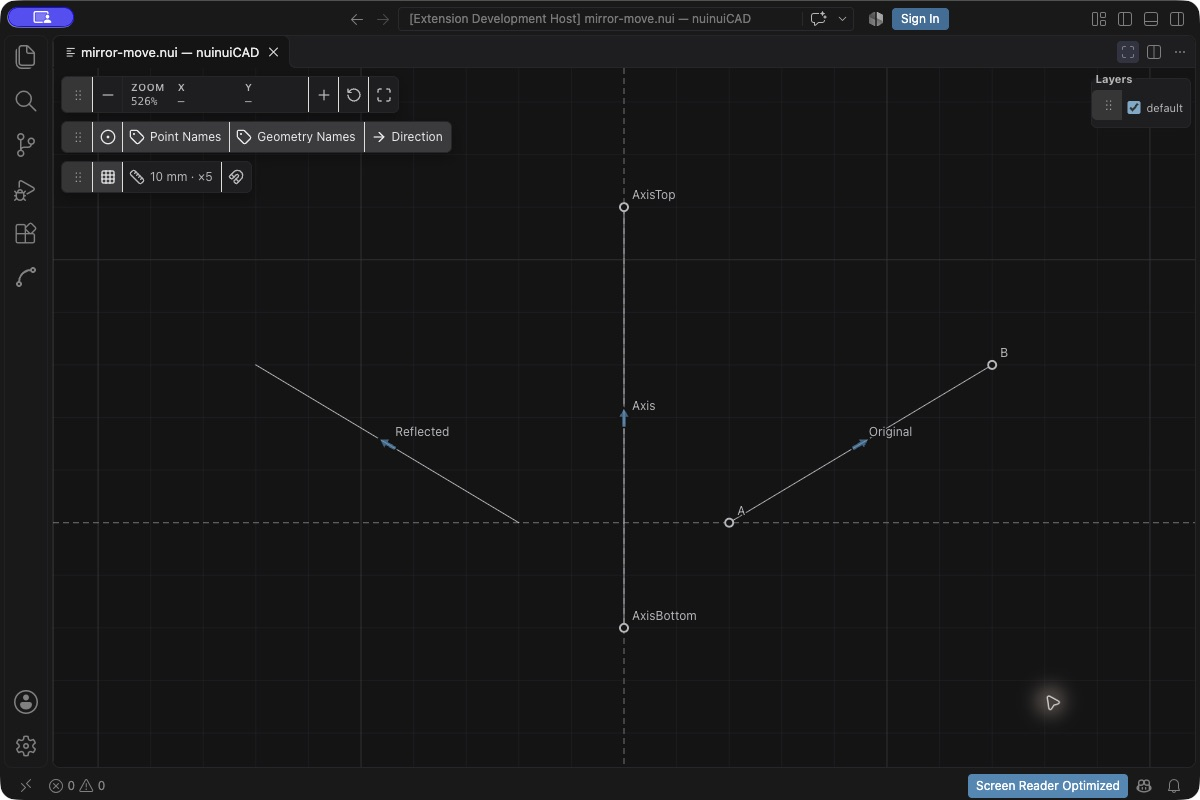 [Extension Development Host] mirror-move.nui — nuinuiCAD
Sign In
mirror-move.nui — nuinuiCAD
ZOOM X Y
526% – –
Layers
default
Point Names
Geometry Names
Direction
10 mm · ×5
AxisTop
B
Axis
Reflected
Original
A
AxisBottom
0 0
Screen Reader Optimized